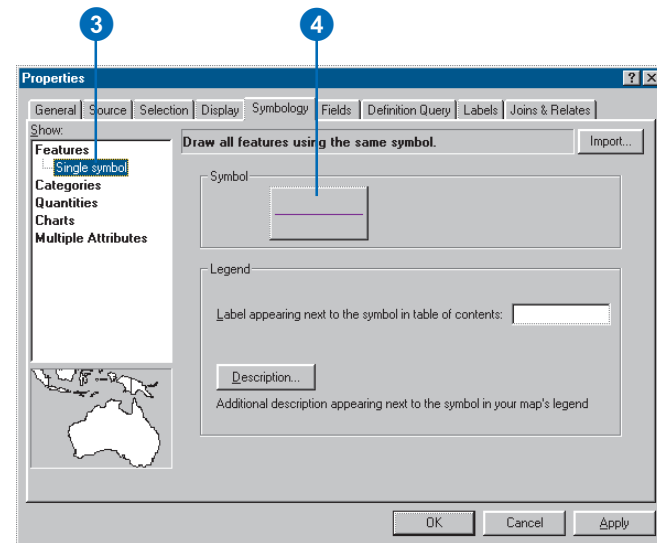 3 4
Properties ? X
General Source Selection Display Symbology Fields Definition Query Labels Joins & Relates
Show:
Features
Single symbol
Categories
Quantities
Charts
Multiple Attributes
Draw all features using the same symbol. Import...
Symbol
Legend
Label appearing next to the symbol in table of contents:
Description...
Additional description appearing next to the symbol in your map's legend
OK Cancel Apply